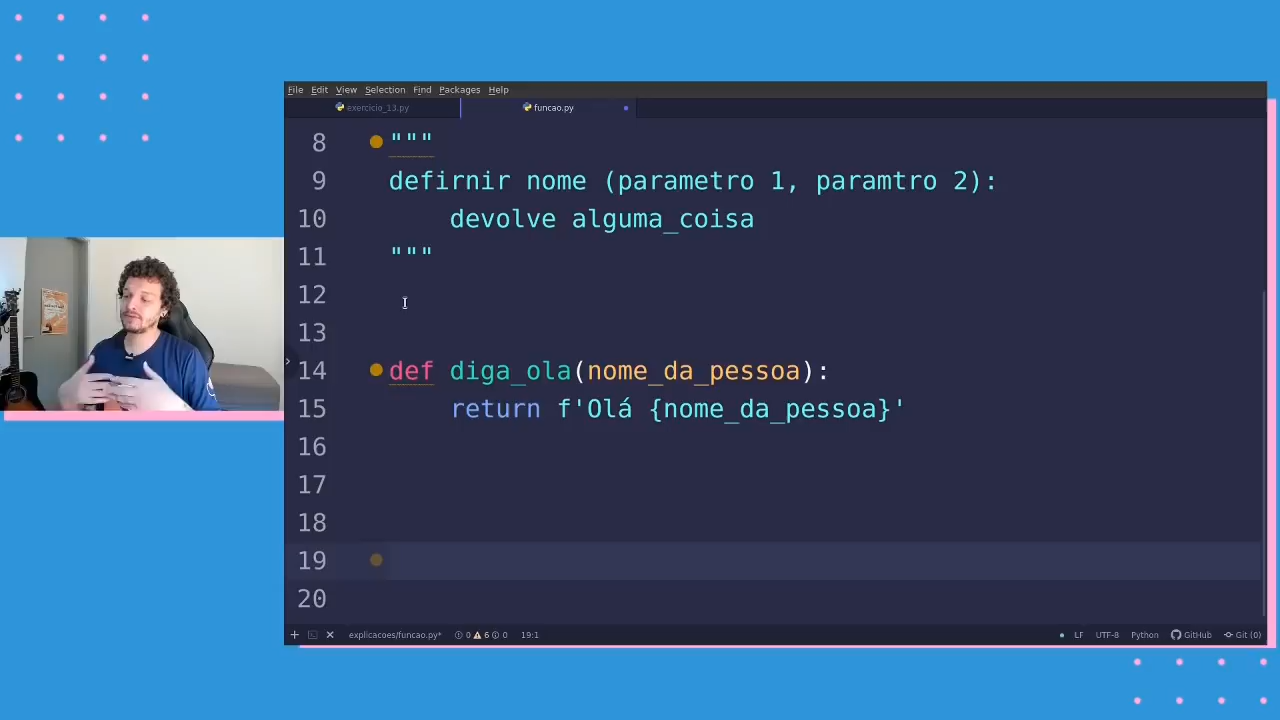 File Edit View Selection Find Packages Help
exercicio_13.py funcao.py
8 """
9 defirnir nome (parametro 1, paramtro 2):
10 devolve alguma_coisa
11 """
12
13
14 def diga_ola(nome_da_pessoa):
15 return f'Olá {nome_da_pessoa}'
16
17
18
19
20
explicacoes/funcao.py* 0 6 0 19:1 LF UTF-8 Python GitHub Git (0)